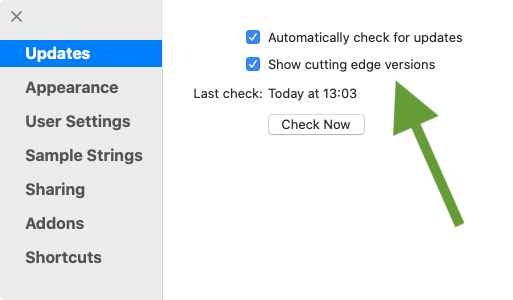 Updates
Appearance
User Settings
Sample Strings
Sharing
Addons
Shortcuts
Automatically check for updates
Show cutting edge versions
Last check: Today at 13:03
Check Now